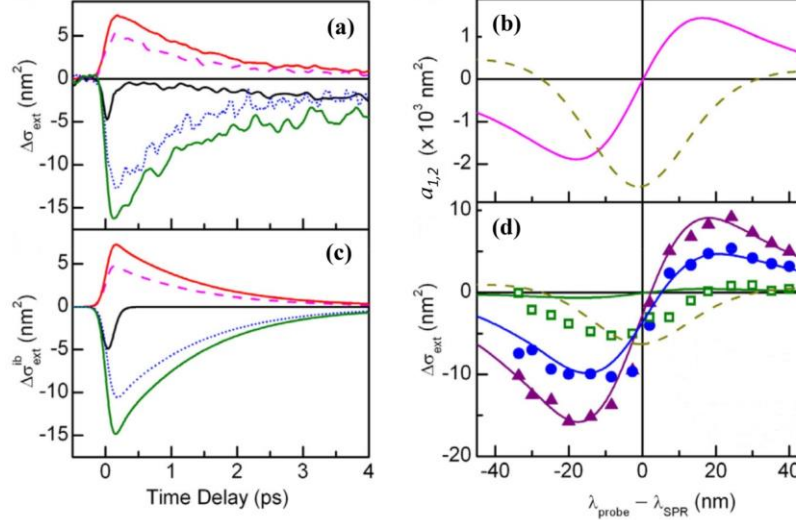 (a)
5
0
-5
-10
-15
Δσext (nm²)
(b)
1
0
-1
-2
a1,2 (x 10³ nm²)
(c)
5
0
-5
-10
-15
Δσext^ib (nm²)
0 1 2 3 4
Time Delay (ps)
(d)
10
0
-10
-20
Δσext (nm²)
-40 -20 0 20 40
λprobe − λSPR (nm)